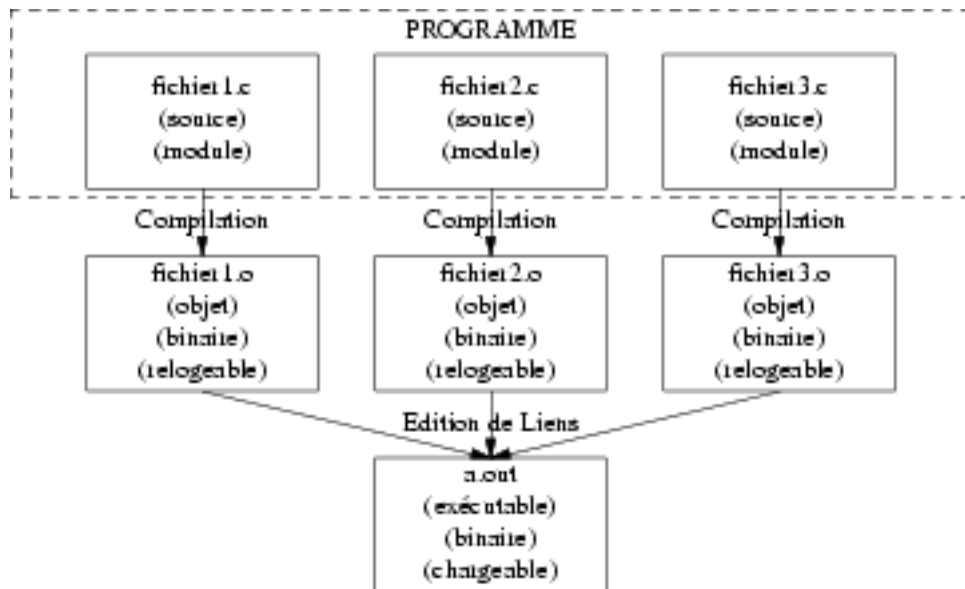 PROGRAMME
fichier1.c
(source)
(module)
fichier2.c
(source)
(module)
fichier3.c
(source)
(module)
Compilation
Compilation
Compilation
fichier1.o
(objet)
(binaire)
(relogeable)
fichier2.o
(objet)
(binaire)
(relogeable)
fichier3.o
(objet)
(binaire)
(relogeable)
Edition de Liens
a.out
(exécutable)
(binaire)
(chargeable)